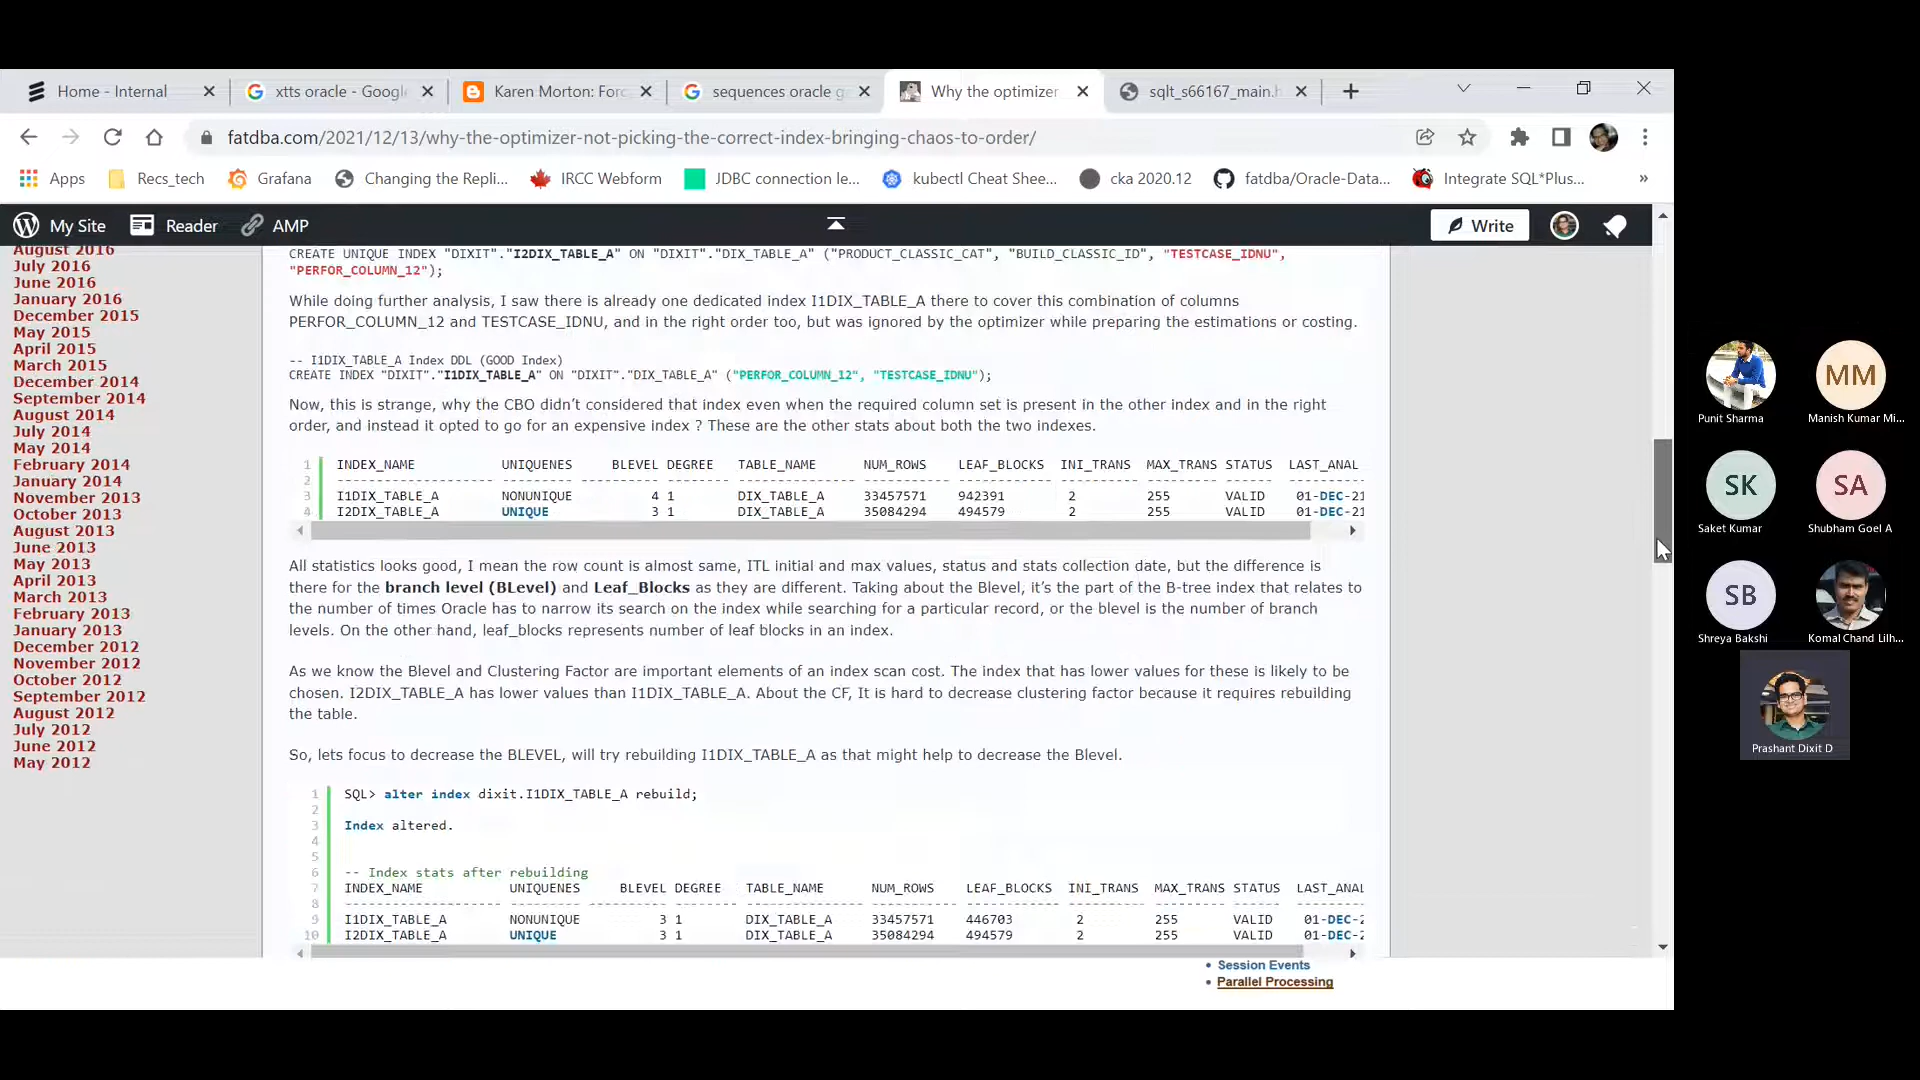 Home - Internal
xtts oracle - Google
Karen Morton: Forc
sequences oracle g
Why the optimizer
sqlt_s66167_main.h
fatdba.com/2021/12/13/why-the-optimizer-not-picking-the-correct-index-bringing-chaos-to-order/
Apps
Recs_tech
Grafana
Changing the Repli...
IRCC Webform
JDBC connection le...
kubectl Cheat Shee...
cka 2020.12
fatdba/Oracle-Data...
Integrate SQL*Plus...
»
My Site
Reader
AMP
Write
August 2016
July 2016
June 2016
January 2016
December 2015
May 2015
April 2015
March 2015
December 2014
September 2014
August 2014
July 2014
May 2014
February 2014
January 2014
November 2013
October 2013
August 2013
June 2013
May 2013
April 2013
March 2013
February 2013
January 2013
December 2012
November 2012
October 2012
September 2012
August 2012
July 2012
June 2012
May 2012
CREATE UNIQUE INDEX "DIXIT"."I2DIX_TABLE_A" ON "DIXIT"."DIX_TABLE_A" ("PRODUCT_CLASSIC_CAT", "BUILD_CLASSIC_ID", "TESTCASE_IDNU",
"PERFOR_COLUMN_12");
While doing further analysis, I saw there is already one dedicated index I1DIX_TABLE_A there to cover this combination of columns
PERFOR_COLUMN_12 and TESTCASE_IDNU, and in the right order too, but was ignored by the optimizer while preparing the estimations or costing.
-- I1DIX_TABLE_A Index DDL (GOOD Index)
CREATE INDEX "DIXIT"."I1DIX_TABLE_A" ON "DIXIT"."DIX_TABLE_A" ("PERFOR_COLUMN_12", "TESTCASE_IDNU");
Now, this is strange, why the CBO didn't considered that index even when the required column set is present in the other index and in the right
order, and instead it opted to go for an expensive index ? These are the other stats about both the two indexes.
1 INDEX_NAME UNIQUENES BLEVEL DEGREE TABLE_NAME NUM_ROWS LEAF_BLOCKS INI_TRANS MAX_TRANS STATUS LAST_ANAL
2
3 I1DIX_TABLE_A NONUNIQUE 4 1 DIX_TABLE_A 33457571 942391 2 255 VALID 01-DEC-21
4 I2DIX_TABLE_A UNIQUE 3 1 DIX_TABLE_A 35084294 494579 2 255 VALID 01-DEC-21
All statistics looks good, I mean the row count is almost same, ITL initial and max values, status and stats collection date, but the difference is
there for the branch level (BLevel) and Leaf_Blocks as they are different. Taking about the Blevel, it's the part of the B-tree index that relates to
the number of times Oracle has to narrow its search on the index while searching for a particular record, or the blevel is the number of branch
levels. On the other hand, leaf_blocks represents number of leaf blocks in an index.
As we know the Blevel and Clustering Factor are important elements of an index scan cost. The index that has lower values for these is likely to be
chosen. I2DIX_TABLE_A has lower values than I1DIX_TABLE_A. About the CF, It is hard to decrease clustering factor because it requires rebuilding
the table.
So, lets focus to decrease the BLEVEL, will try rebuilding I1DIX_TABLE_A as that might help to decrease the Blevel.
1 SQL> alter index dixit.I1DIX_TABLE_A rebuild;
2
3 Index altered.
4
5
6 -- Index stats after rebuilding
7 INDEX_NAME UNIQUENES BLEVEL DEGREE TABLE_NAME NUM_ROWS LEAF_BLOCKS INI_TRANS MAX_TRANS STATUS LAST_ANAL
8
9 I1DIX_TABLE_A NONUNIQUE 3 1 DIX_TABLE_A 33457571 446703 2 255 VALID 01-DEC-2
10 I2DIX_TABLE_A UNIQUE 3 1 DIX_TABLE_A 35084294 494579 2 255 VALID 01-DEC-2
• Session Events
• Parallel Processing
Punit Sharma
MM
Manish Kumar Mi...
SK
Saket Kumar
SA
Shubham Goel A
SB
Shreya Bakshi
Komal Chand Lilh...
Prashant Dixit D